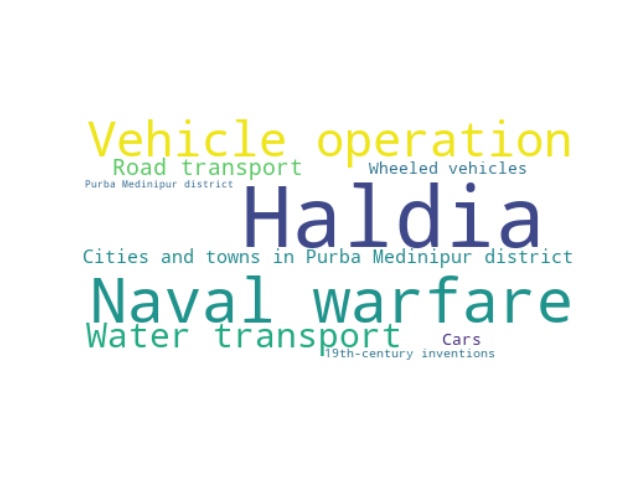 Vehicle operation
Road transport
Wheeled vehicles
Purba Medinipur district
Haldia
Cities and towns in Purba Medinipur district
Naval warfare
Water transport
Cars
19th-century inventions